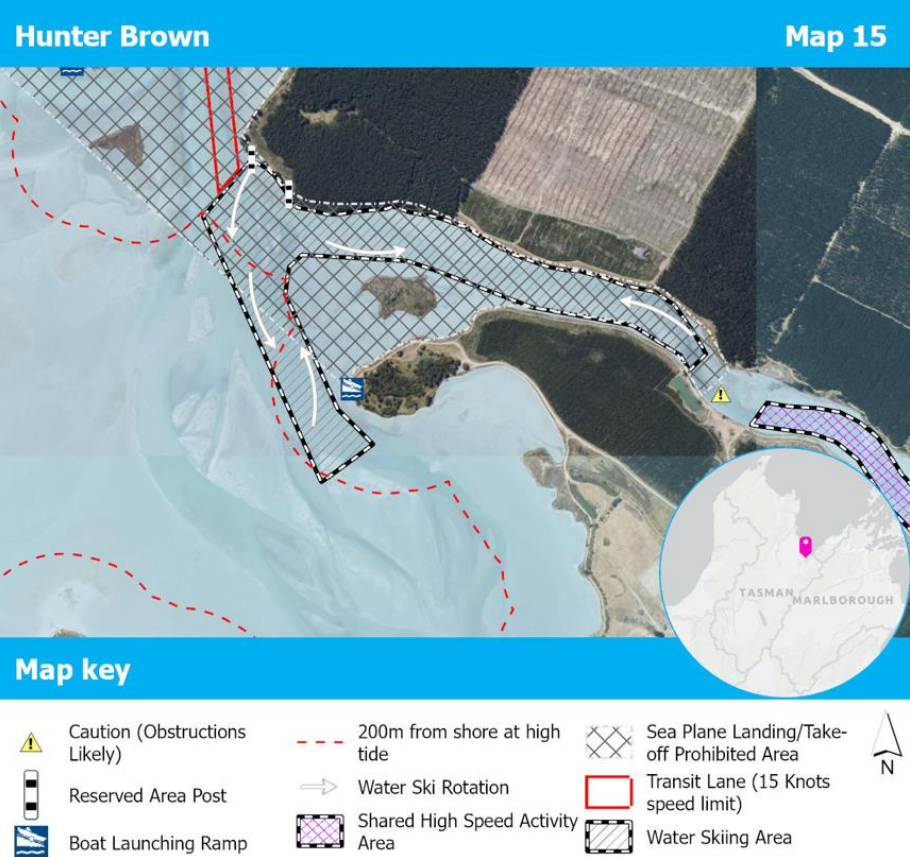 Hunter Brown
Map 15
TASMAN
MARLBOROUGH
Map key
Caution (Obstructions
Likely)
Reserved Area Post
Boat Launching Ramp
200m from shore at high
tide
Water Ski Rotation
Shared High Speed Activity
Area
Sea Plane Landing/Take-
off Prohibited Area
Transit Lane (15 Knots
speed limit)
Water Skiing Area
N